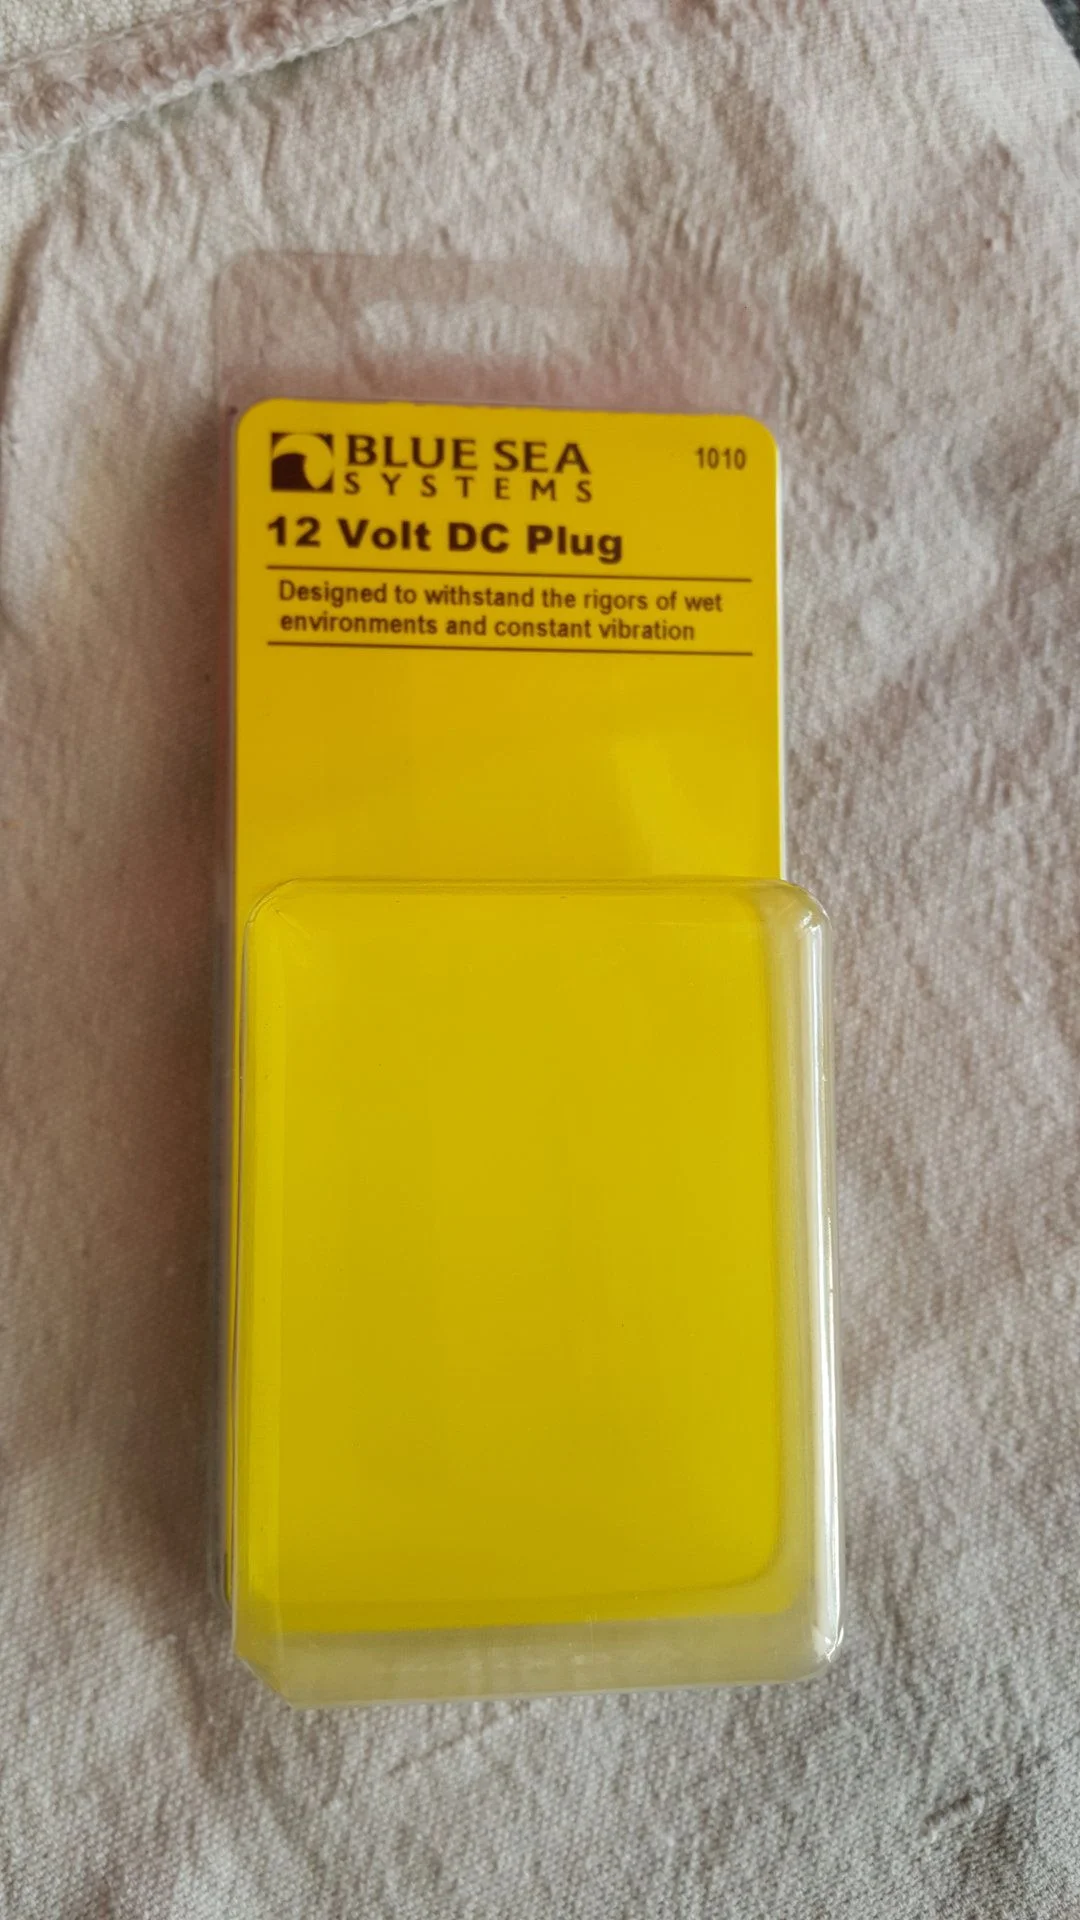 BLUE SEA
SYSTEMS
1010
12 Volt DC Plug
Designed to withstand the rigors of wet
environments and constant vibration